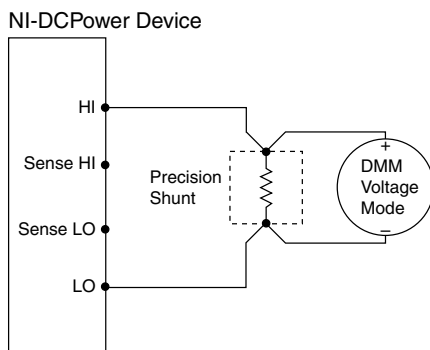 NI-DCPower Device
HI
Sense HI
Sense LO
LO
Precision
Shunt
+
DMM
Voltage
Mode
–